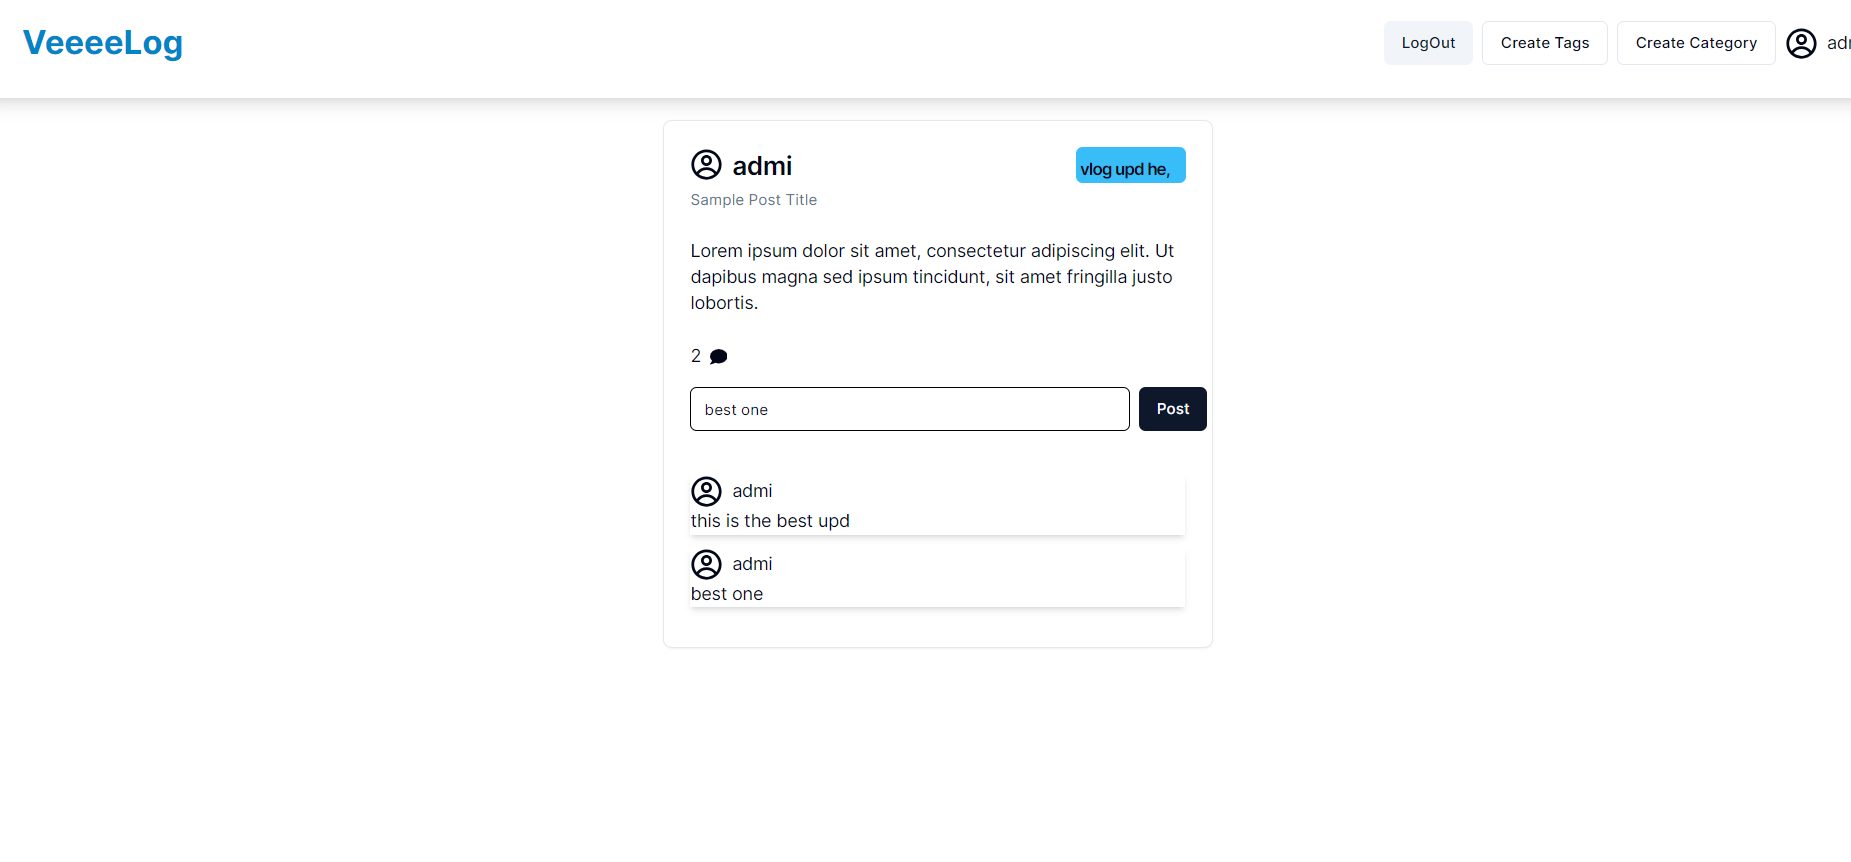 VeeeeLog
LogOut
Create Tags
Create Category
admi
vlog upd he,
Sample Post Title
Lorem ipsum dolor sit amet, consectetur adipiscing elit. Ut
dapibus magna sed ipsum tincidunt, sit amet fringilla justo
lobortis.
2
best one
Post
admi
this is the best upd
admi
best one